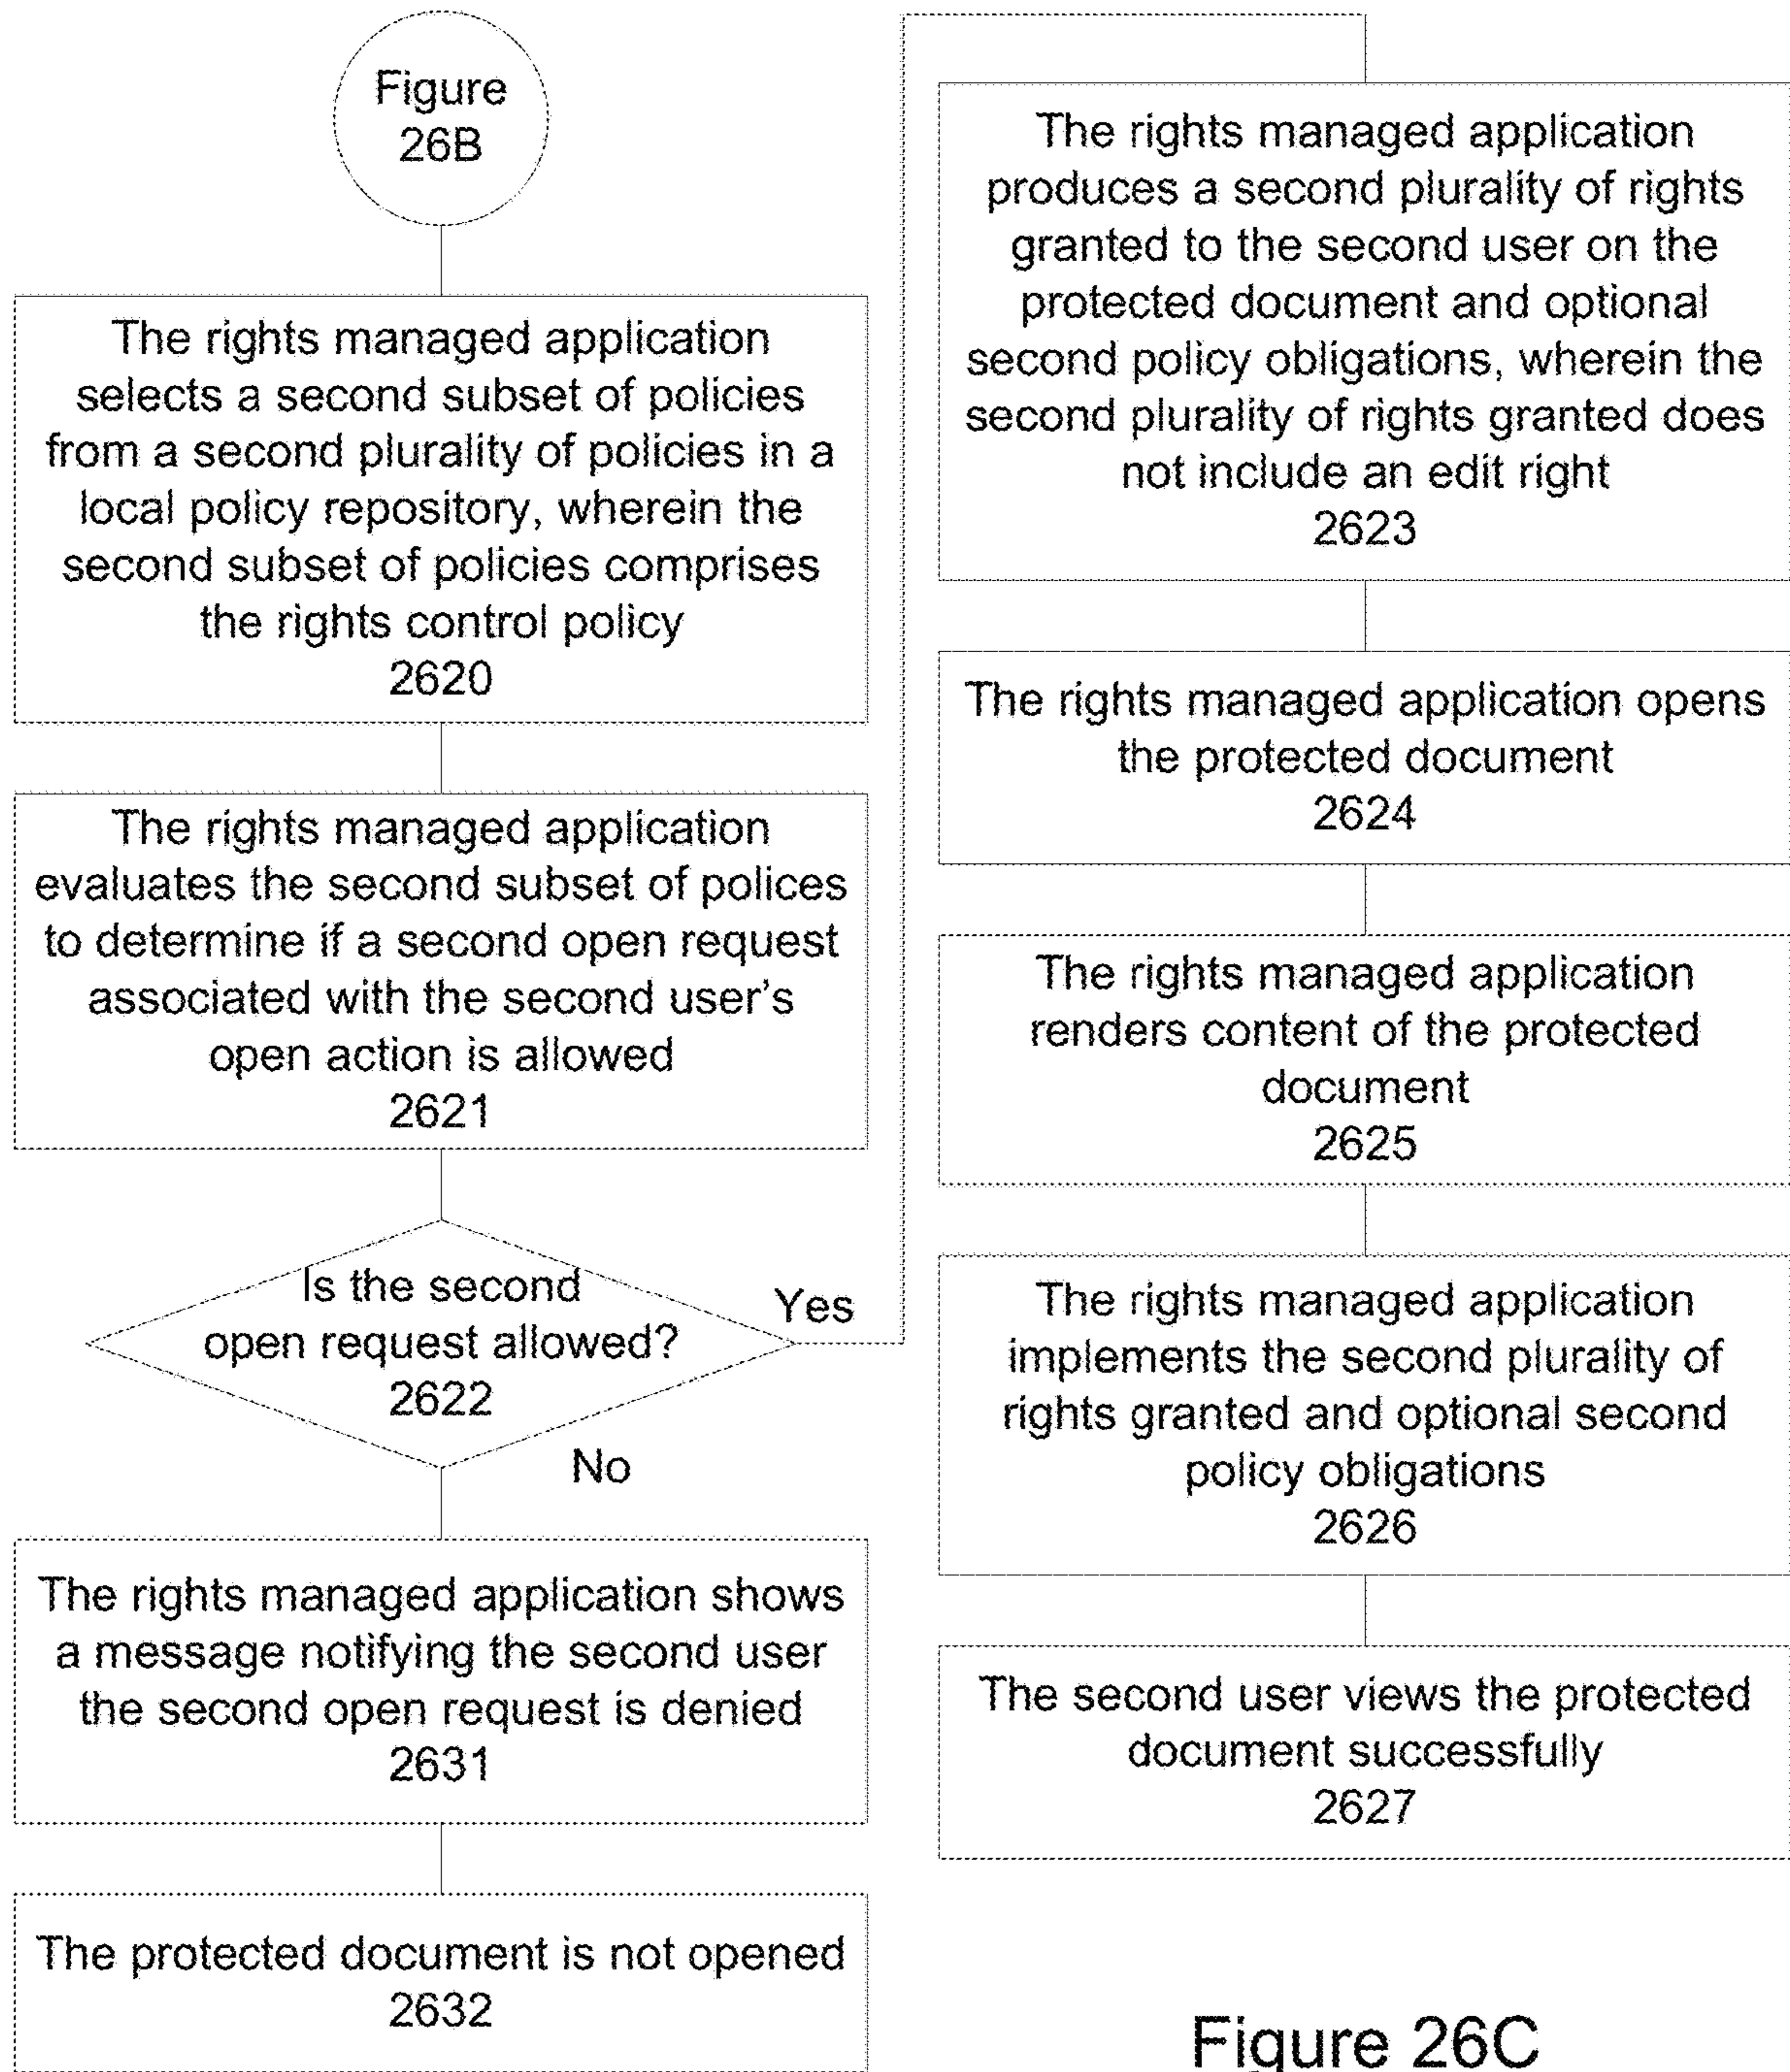 Figure
26B
The rights managed application
selects a second subset of policies
from a second plurality of policies in a
local policy repository, wherein the
second subset of policies comprises
the rights control policy
2620
The rights managed application
evaluates the second subset of polices
to determine if a second open request
associated with the second user's
open action is allowed
2621
Is the second
open request allowed?
2622
Yes
No
The rights managed application shows
a message notifying the second user
the second open request is denied
2631
The protected document is not opened
2632
The rights managed application
produces a second plurality of rights
granted to the second user on the
protected document and optional
second policy obligations, wherein the
second plurality of rights granted does
not include an edit right
2623
The rights managed application opens
the protected document
2624
The rights managed application
renders content of the protected
document
2625
The rights managed application
implements the second plurality of
rights granted and optional second
policy obligations
2626
The second user views the protected
document successfully
2627
Figure 26C